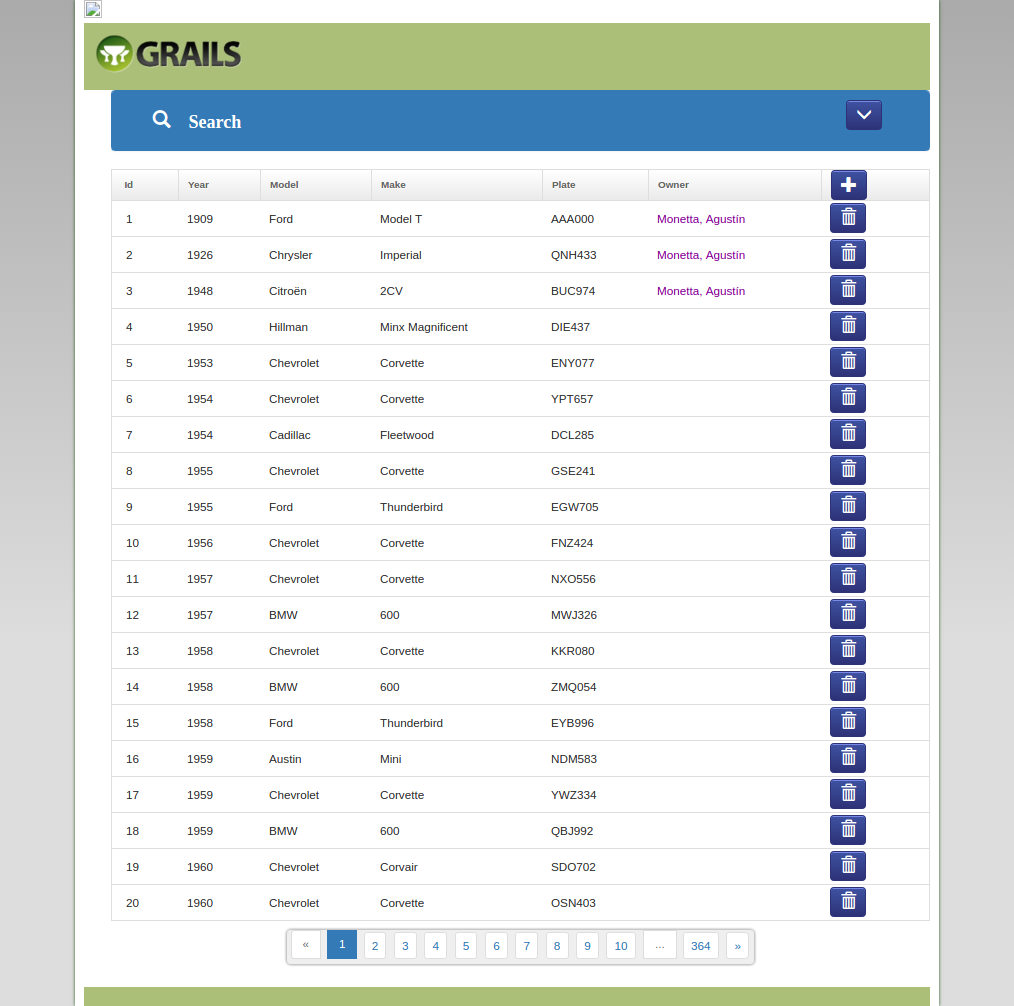 GRAILS
Search
Id Year Model Make Plate Owner
1 1909 Ford Model T AAA000 Monetta, Agustín
2 1926 Chrysler Imperial QNH433 Monetta, Agustín
3 1948 Citroën 2CV BUC974 Monetta, Agustín
4 1950 Hillman Minx Magnificent DIE437
5 1953 Chevrolet Corvette ENY077
6 1954 Chevrolet Corvette YPT657
7 1954 Cadillac Fleetwood DCL285
8 1955 Chevrolet Corvette GSE241
9 1955 Ford Thunderbird EGW705
10 1956 Chevrolet Corvette FNZ424
11 1957 Chevrolet Corvette NXO556
12 1957 BMW 600 MWJ326
13 1958 Chevrolet Corvette KKR080
14 1958 BMW 600 ZMQ054
15 1958 Ford Thunderbird EYB996
16 1959 Austin Mini NDM583
17 1959 Chevrolet Corvette YWZ334
18 1959 BMW 600 QBJ992
19 1960 Chevrolet Corvair SDO702
20 1960 Chevrolet Corvette OSN403
« 1 2 3 4 5 6 7 8 9 10 ... 364 »